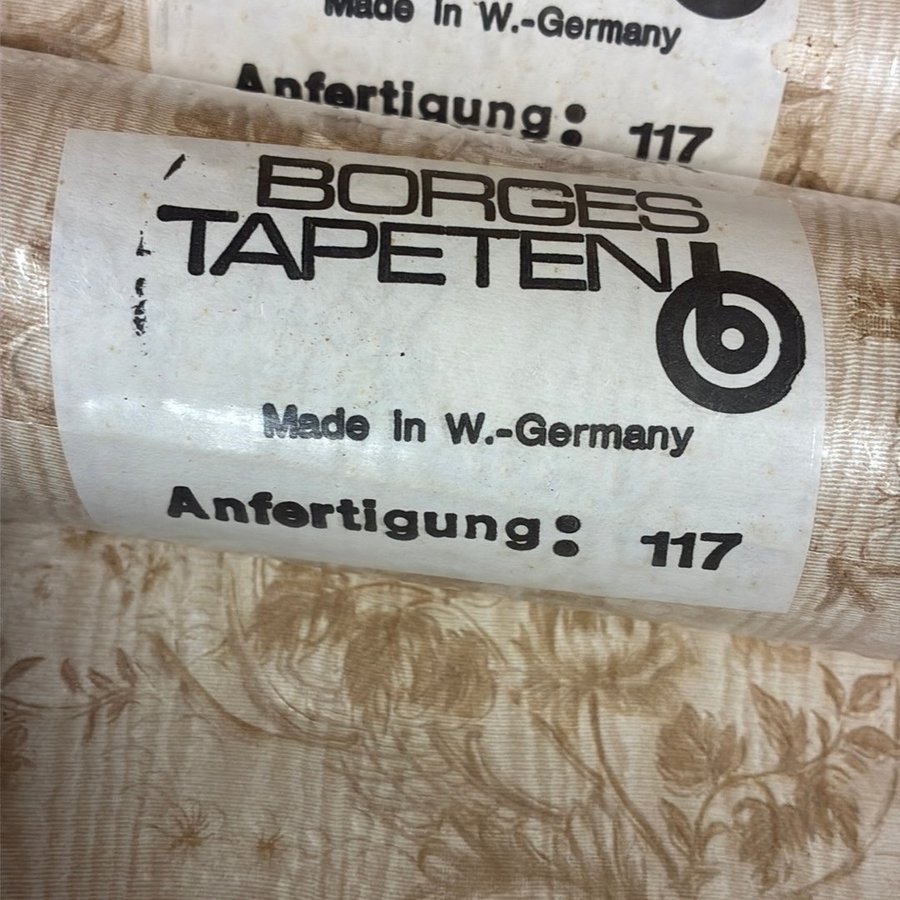 Made in W.-Germany
Anfertigung: 117
BORGES
TAPETEN b
Made in W.-Germany
Anfertigung: 117